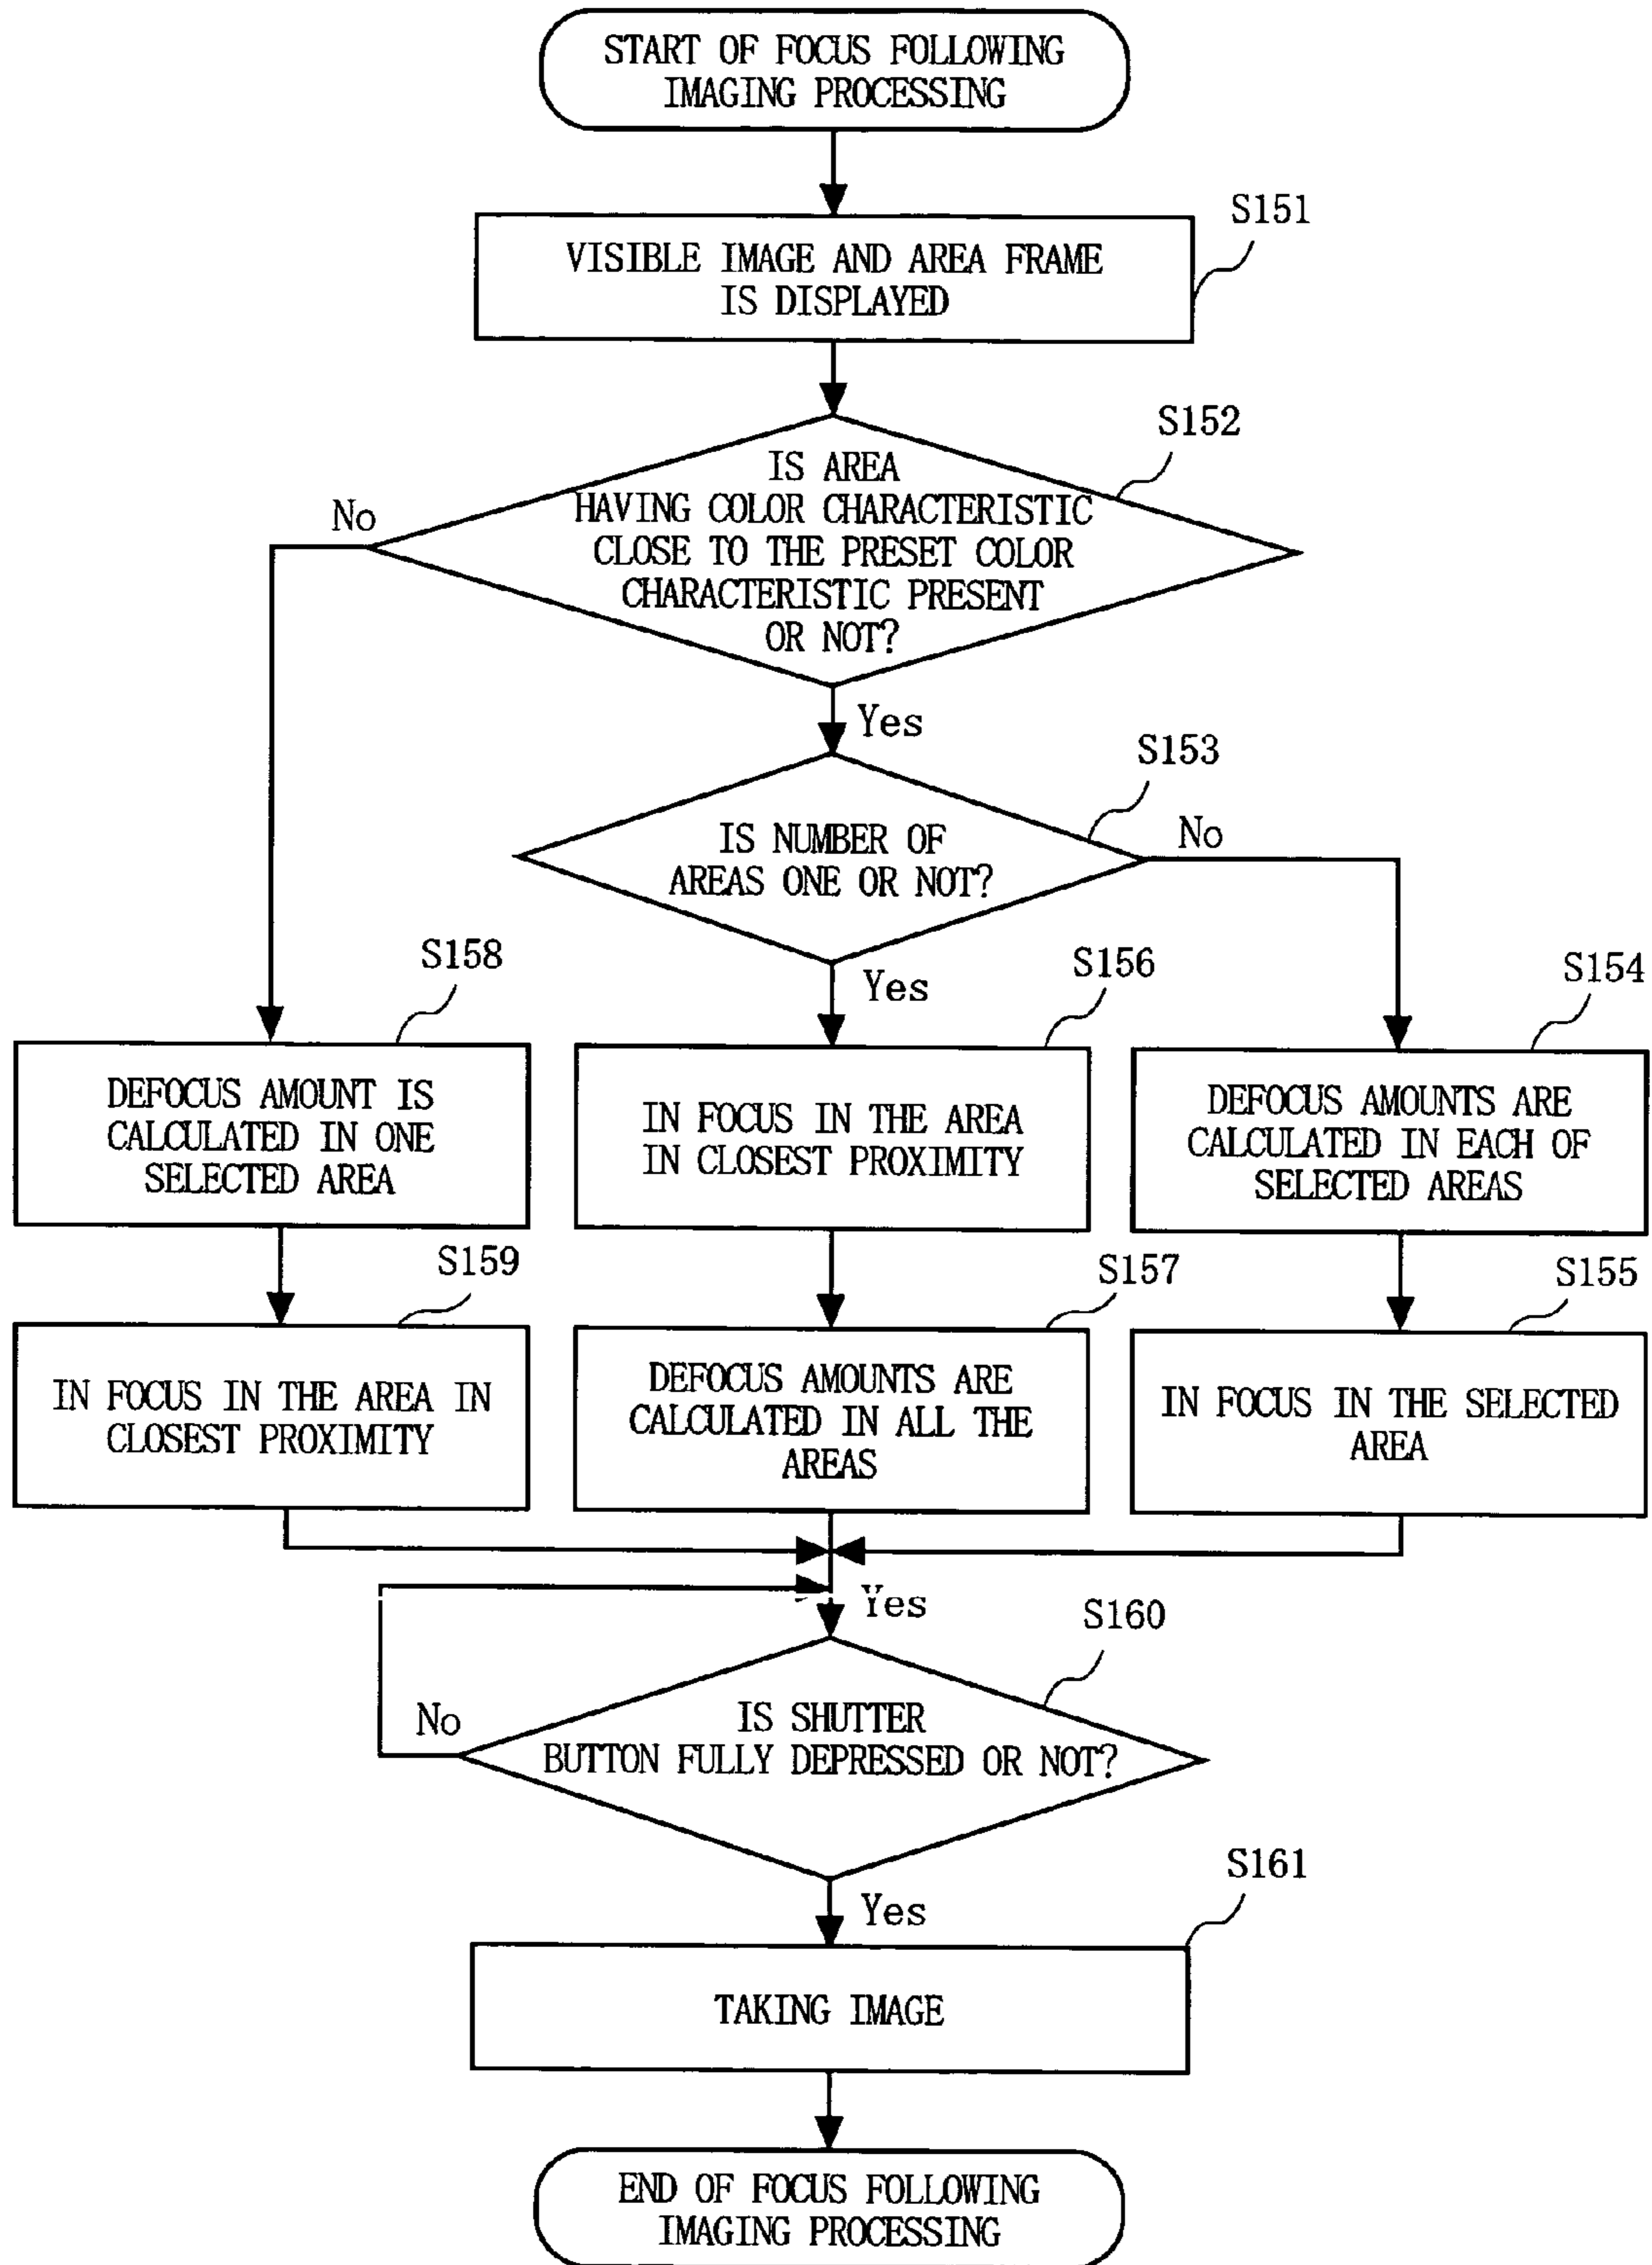 START OF FOCUS FOLLOWING
IMAGING PROCESSING
S151
VISIBLE IMAGE AND AREA FRAME
IS DISPLAYED
S152
IS AREA
HAVING COLOR CHARACTERISTIC
CLOSE TO THE PRESET COLOR
CHARACTERISTIC PRESENT
OR NOT?
No
Yes
S153
IS NUMBER OF
AREAS ONE OR NOT?
No
Yes
S158
DEFOCUS AMOUNT IS
CALCULATED IN ONE
SELECTED AREA
S156
IN FOCUS IN THE AREA
IN CLOSEST PROXIMITY
S154
DEFOCUS AMOUNTS ARE
CALCULATED IN EACH OF
SELECTED AREAS
S159
IN FOCUS IN THE AREA IN
CLOSEST PROXIMITY
S157
DEFOCUS AMOUNTS ARE
CALCULATED IN ALL THE
AREAS
S155
IN FOCUS IN THE SELECTED
AREA
Yes
S160
IS SHUTTER
BUTTON FULLY DEPRESSED OR NOT?
No
Yes
S161
TAKING IMAGE
END OF FOCUS FOLLOWING
IMAGING PROCESSING